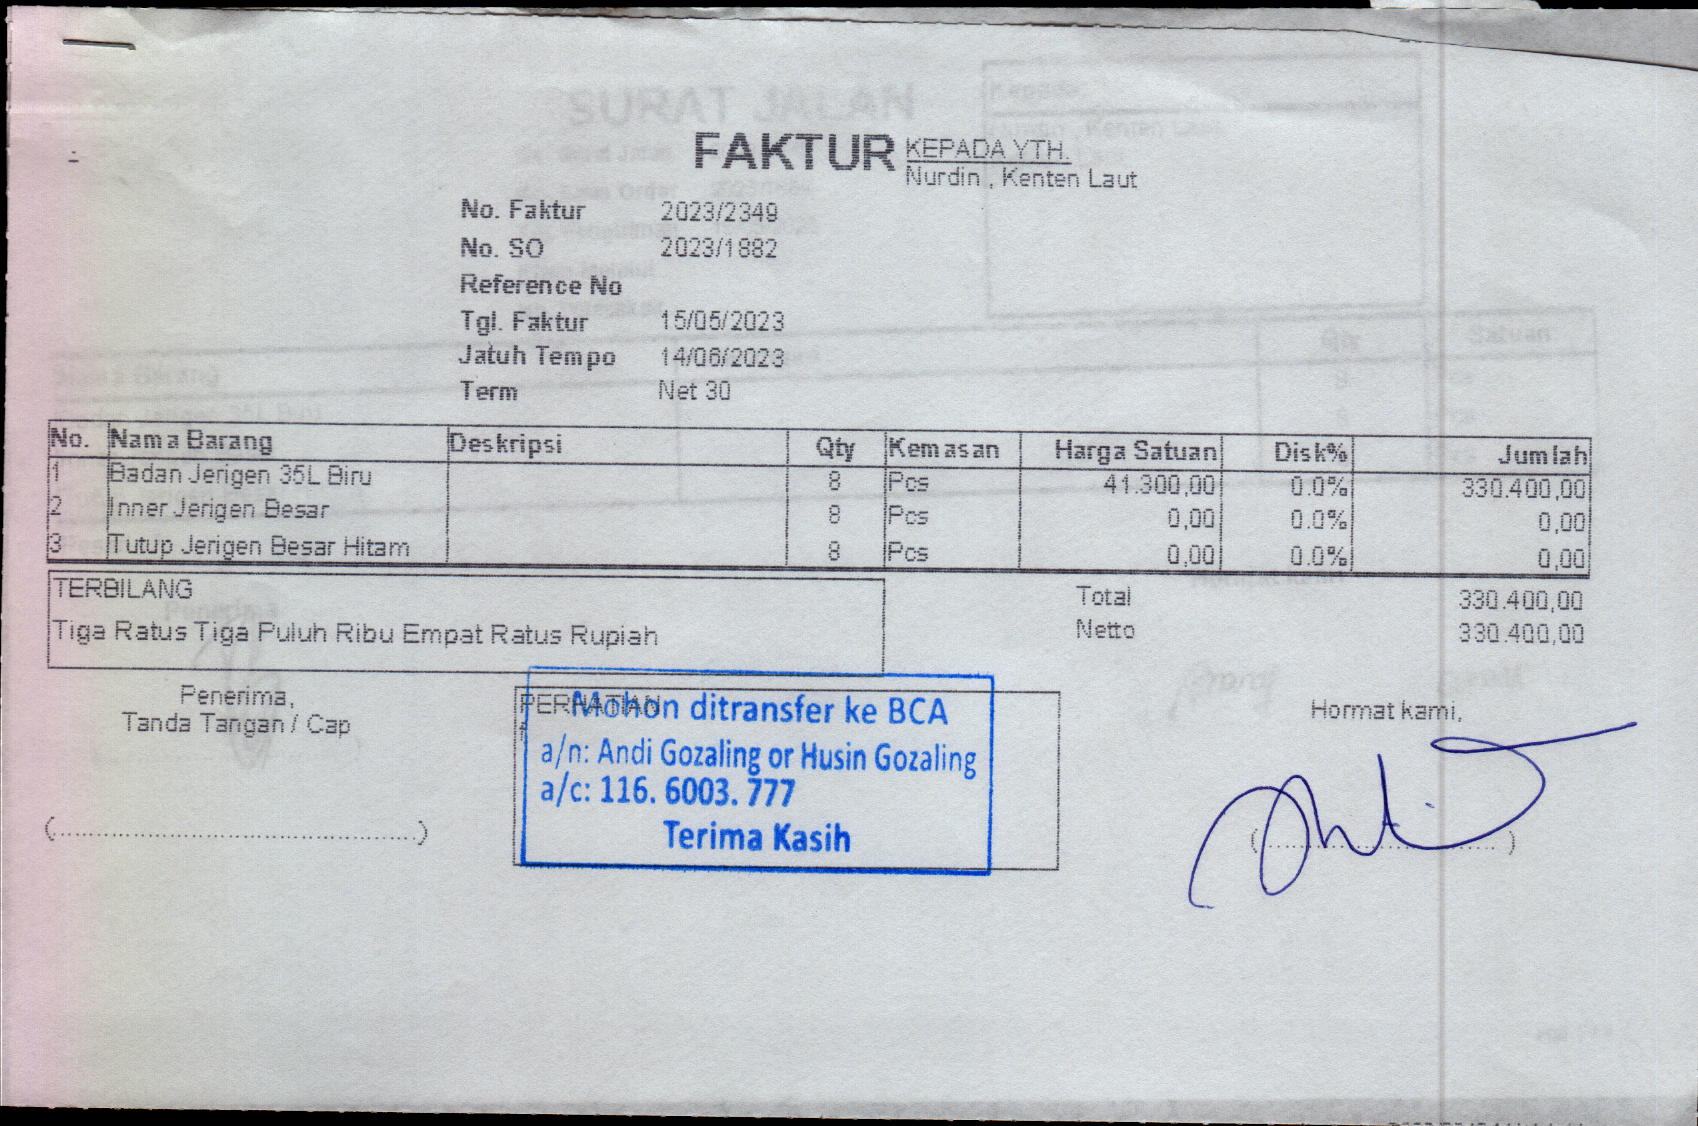 FAKTUR
KEPADA YTH.
Nurdin , Kenten Laut
No. Faktur 2023/2349
No. SO 2023/1882
Reference No
Tgl. Faktur 15/05/2023
Jatuh Tempo 14/06/2023
Term Net 30
No. Nama Barang Deskripsi Qty Kemasan Harga Satuan Disk% Jumlah
1 Badan Jerigen 35L Biru 8 Pcs 41.300,00 0.0% 330.400,00
2 Inner Jerigen Besar 8 Pcs 0,00 0.0% 0,00
3 Tutup Jerigen Besar Hitam 8 Pcs 0,00 0.0% 0,00
TERBILANG
Tiga Ratus Tiga Puluh Ribu Empat Ratus Rupiah
Total 330.400,00
Netto 330.400,00
Penerima,
Tanda Tangan / Cap
(........................................)
PERHATIAN
Mohon ditransfer ke BCA
a/n: Andi Gozaling or Husin Gozaling
a/c: 116. 6003. 777
Terima Kasih
Hormat kami,
(............................)
SURAT JALAN